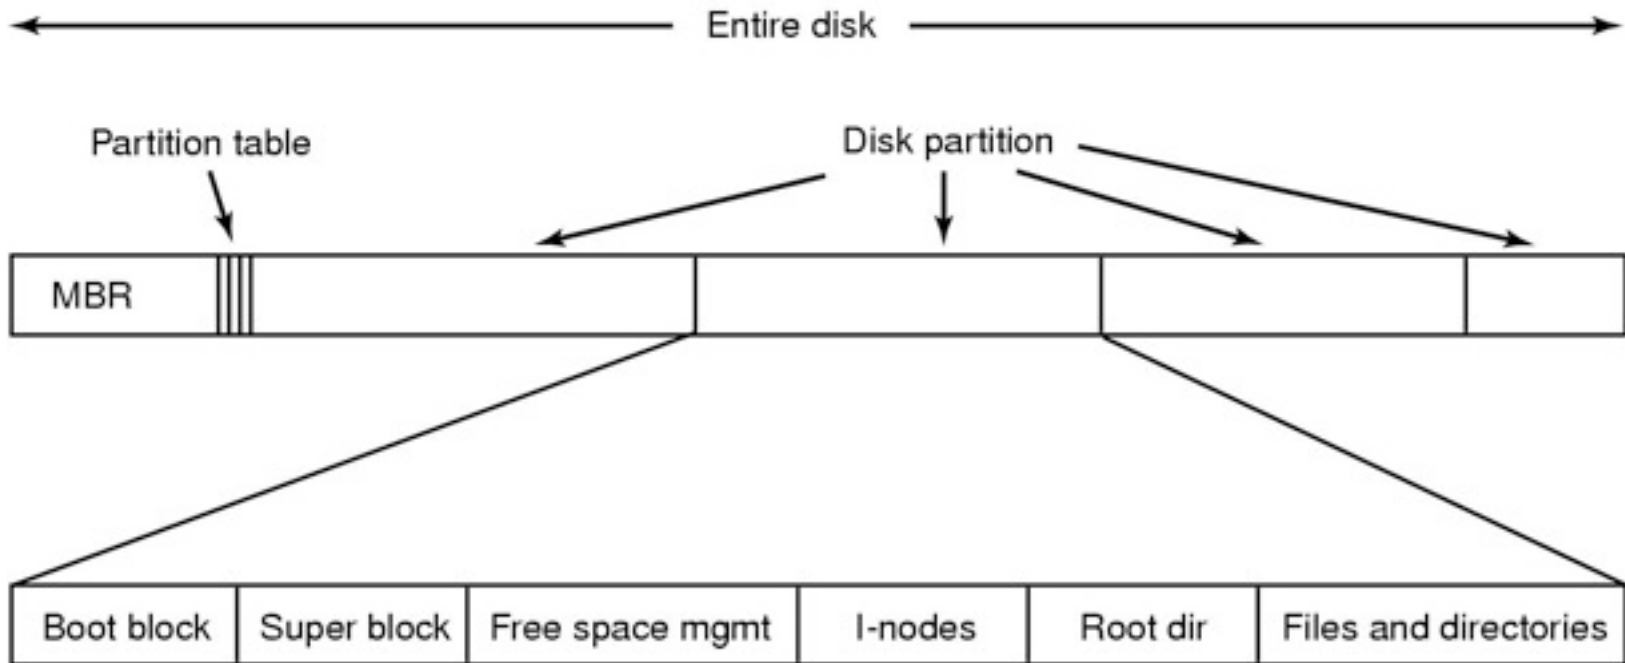 Entire disk
Partition table
Disk partition
MBR
Boot block
Super block
Free space mgmt
I-nodes
Root dir
Files and directories